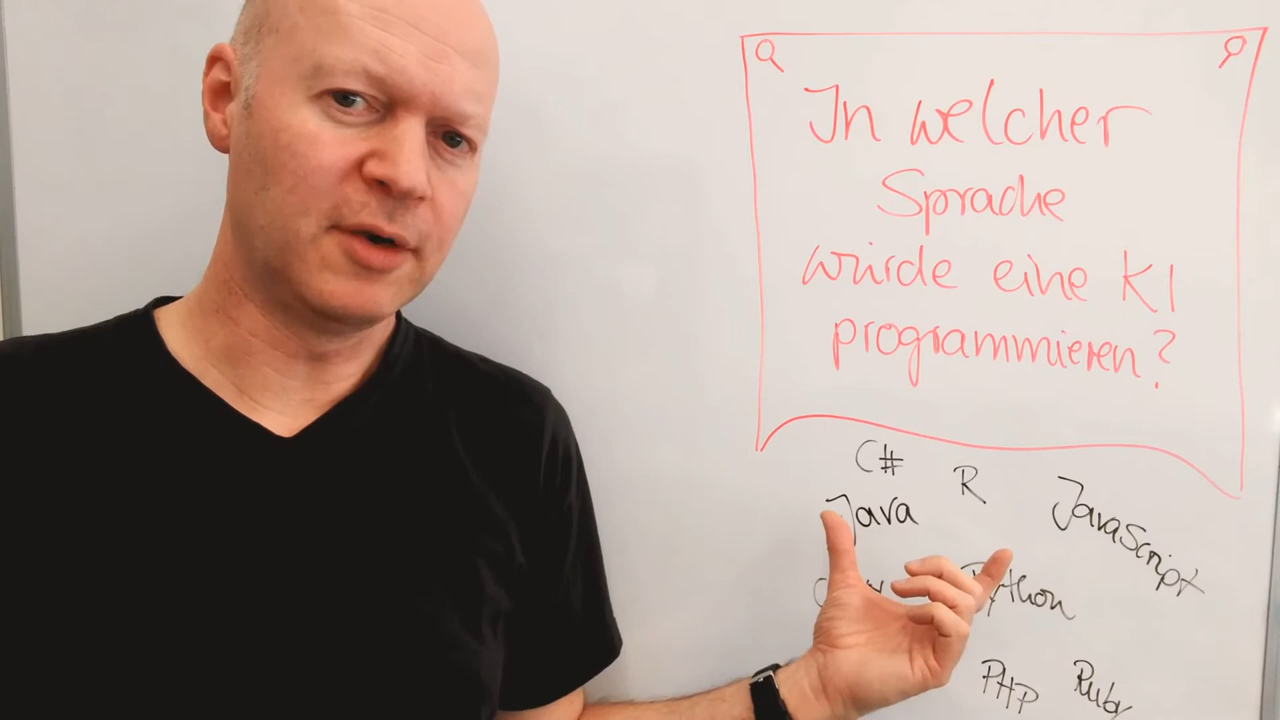 In welcher
Sprache
würde eine KI
programmieren?
C#
R
Java
JavaScript
Python
PHP
Ruby